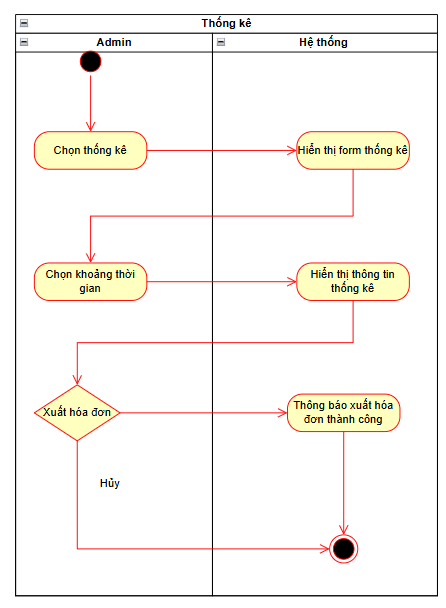 Thống kê
Admin
Hệ thống
Chọn thống kê
Hiển thị form thống kê
Chọn khoảng thời
gian
Hiển thị thông tin
thống kê
Xuất hóa đơn
Thông báo xuất hóa
đơn thành công
Hủy